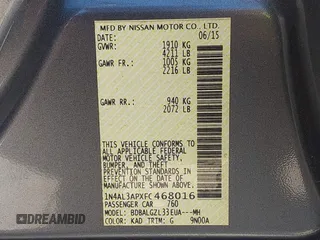 MFD BY NISSAN MOTOR CO., LTD.
DATE: 06/15
GVWR: 1910 KG
4211 LB
GAWR FR: 1005 KG
2216 LB
GAWR RR: 940 KG
2072 LB
THIS VEHICLE CONFORMS TO ALL
APPLICABLE FEDERAL MOTOR
VEHICLE SAFETY, BUMPER, AND
THEFT PREVENTION STANDARDS
IN EFFECT ON THE DATE OF
MANUFACTURE SHOWN ABOVE.
1N4AL3APXFC468016
PASSENGER CAR 760
MODEL: BDBALGZL33EUA---MH
COLOR: KAD TRIM: G 9N00A
BIDFAX.INFO